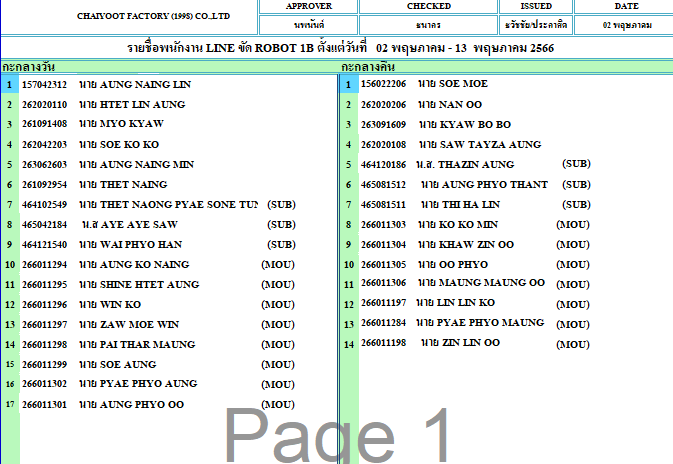 CHAIYOOT FACTORY (1998) CO.,LTD
APPROVER CHECKED ISSUED DATE
นพนันต์ ธนากร ธวัชชัย/ประกาศิต 02 พฤษภาคม
รายชื่อพนักงาน LINE ขัด ROBOT 1B ตั้งแต่วันที่ 02 พฤษภาคม - 13 พฤษภาคม 2566
กะกลางวัน กะกลางคืน
1 157042312 นาย AUNG NAING LIN 1 156022206 นาย SOE MOE
2 262020110 นาย HTET LIN AUNG 2 262020206 นาย NAN OO
3 261091408 นาย MYO KYAW 3 263091609 นาย KYAW BO BO
4 262042203 นาย SOE KO KO 4 262020108 นาย SAW TAYZA AUNG
5 263062603 นาย AUNG NAING MIN 5 464120186 น.ส. THAZIN AUNG (SUB)
6 261092954 นาย THET NAING 6 465081512 นาย AUNG PHYO THANT (SUB)
7 464102549 นาย THET NAONG PYAE SONE TUN (SUB) 7 465081511 นาย THI HA LIN (SUB)
8 465042184 น.ส AYE AYE SAW (SUB) 8 266011303 นาย KO KO MIN (MOU)
9 464121540 นาย WAI PHYO HAN (SUB) 9 266011304 นาย KHAW ZIN OO (MOU)
10 266011294 นาย AUNG KO NAING (MOU) 10 266011305 นาย OO PHYO (MOU)
11 266011295 นาย SHINE HTET AUNG (MOU) 11 266011306 นาย MAUNG MAUNG OO (MOU)
12 266011296 นาย WIN KO (MOU) 12 266011197 นาย LIN LIN KO (MOU)
13 266011297 นาย ZAW MOE WIN (MOU) 13 266011284 นาย PYAE PHYO MAUNG (MOU)
14 266011298 นาย PAI THAR MAUNG (MOU) 14 266011198 นาย ZIN LIN OO (MOU)
15 266011299 นาย SOE AUNG (MOU)
16 266011302 นาย PYAE PHYO AUNG (MOU)
17 266011301 นาย AUNG PHYO OO (MOU)
Page 1